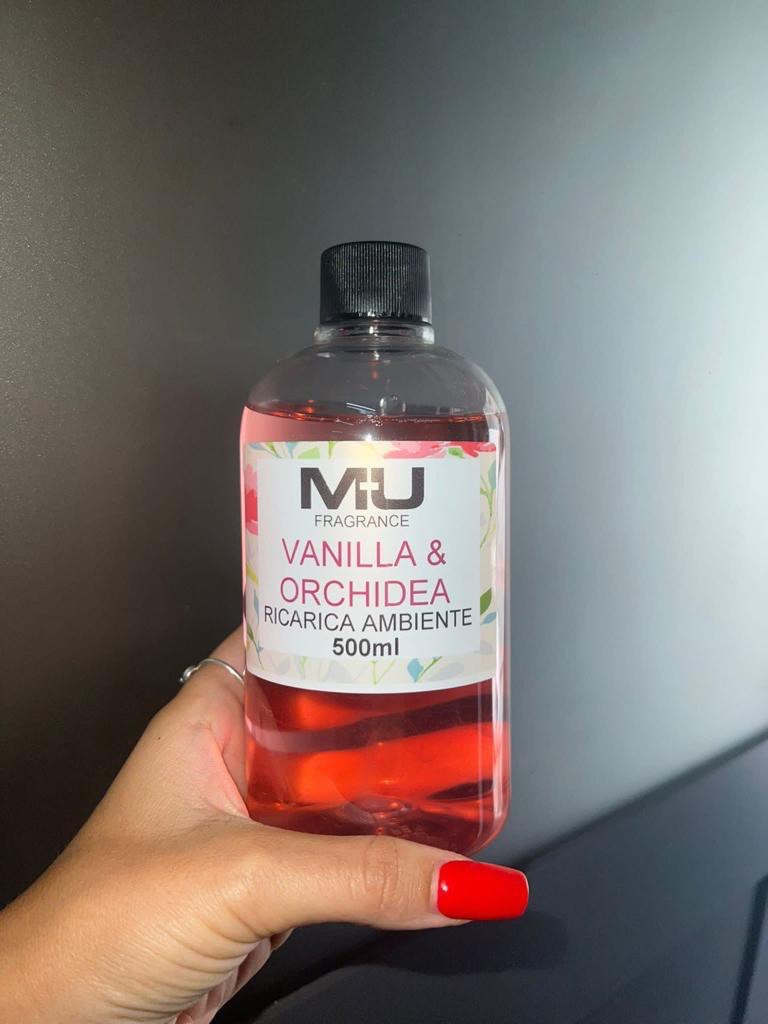 M+U
FRAGRANCE
VANILLA &
ORCHIDEA
RICARICA AMBIENTE
500ml